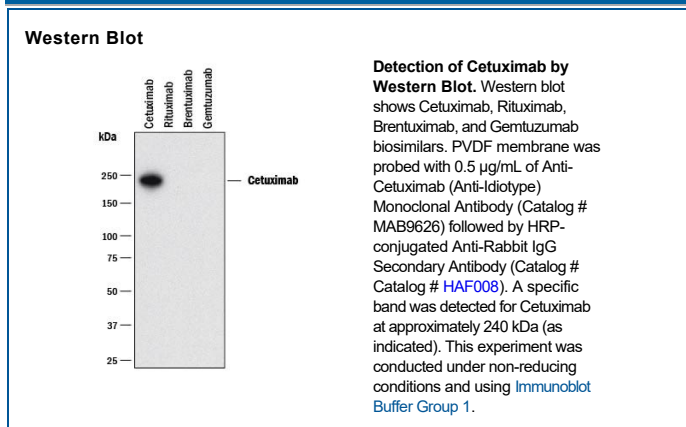 Western Blot
Cetuximab
Rituximab
Brentuximab
Gemtuzumab
kDa
250
150
100
75
50
37
25
Cetuximab
Detection of Cetuximab by
Western Blot. Western blot
shows Cetuximab, Rituximab,
Brentuximab, and Gemtuzumab
biosimilars. PVDF membrane was
probed with 0.5 µg/mL of Anti-
Cetuximab (Anti-Idiotype)
Monoclonal Antibody (Catalog #
MAB9626) followed by HRP-
conjugated Anti-Rabbit IgG
Secondary Antibody (Catalog #
Catalog # HAF008). A specific
band was detected for Cetuximab
at approximately 240 kDa (as
indicated). This experiment was
conducted under non-reducing
conditions and using Immunoblot
Buffer Group 1.